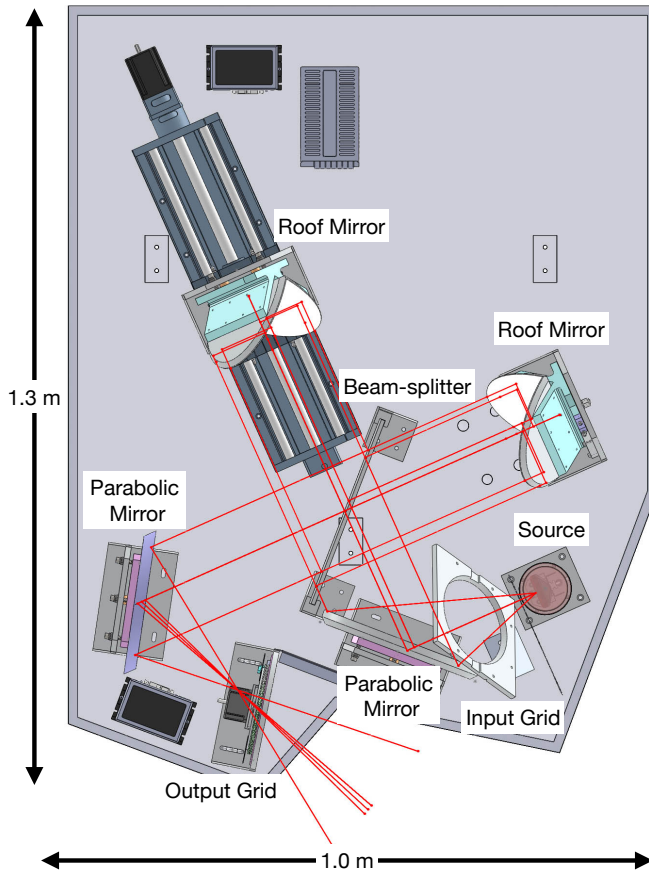 Roof Mirror
Roof Mirror
Beam-splitter
1.3 m
Parabolic
Mirror
Source
Parabolic
Mirror
Input Grid
Output Grid
1.0 m